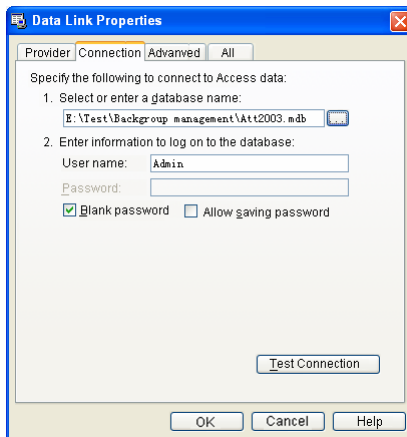 Data Link Properties
Provider Connection Advanved All
Specify the following to connect to Access data:
1. Select or enter a database name:
E:\Test\Backgroup management\Att2003.mdb ...
2. Enter information to log on to the database:
User name: Admin
Password:
Blank password Allow saving password
Test Connection
OK Cancel Help